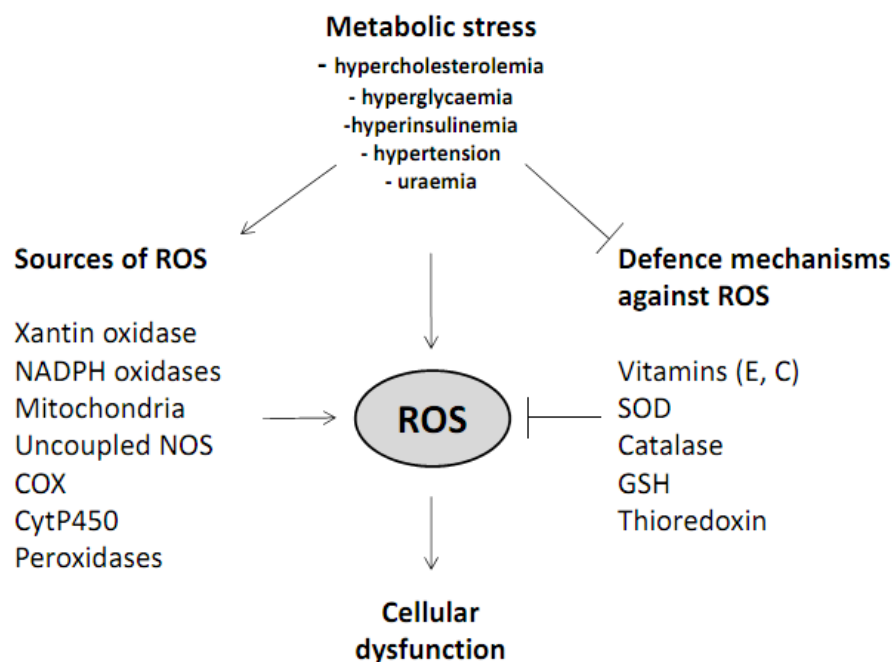 Metabolic stress
- hypercholesterolemia
- hyperglycaemia
-hyperinsulinemia
- hypertension
- uraemia
Sources of ROS
Xantin oxidase
NADPH oxidases
Mitochondria
Uncoupled NOS
COX
CytP450
Peroxidases
ROS
Defence mechanisms
against ROS
Vitamins (E, C)
SOD
Catalase
GSH
Thioredoxin
Cellular
dysfunction